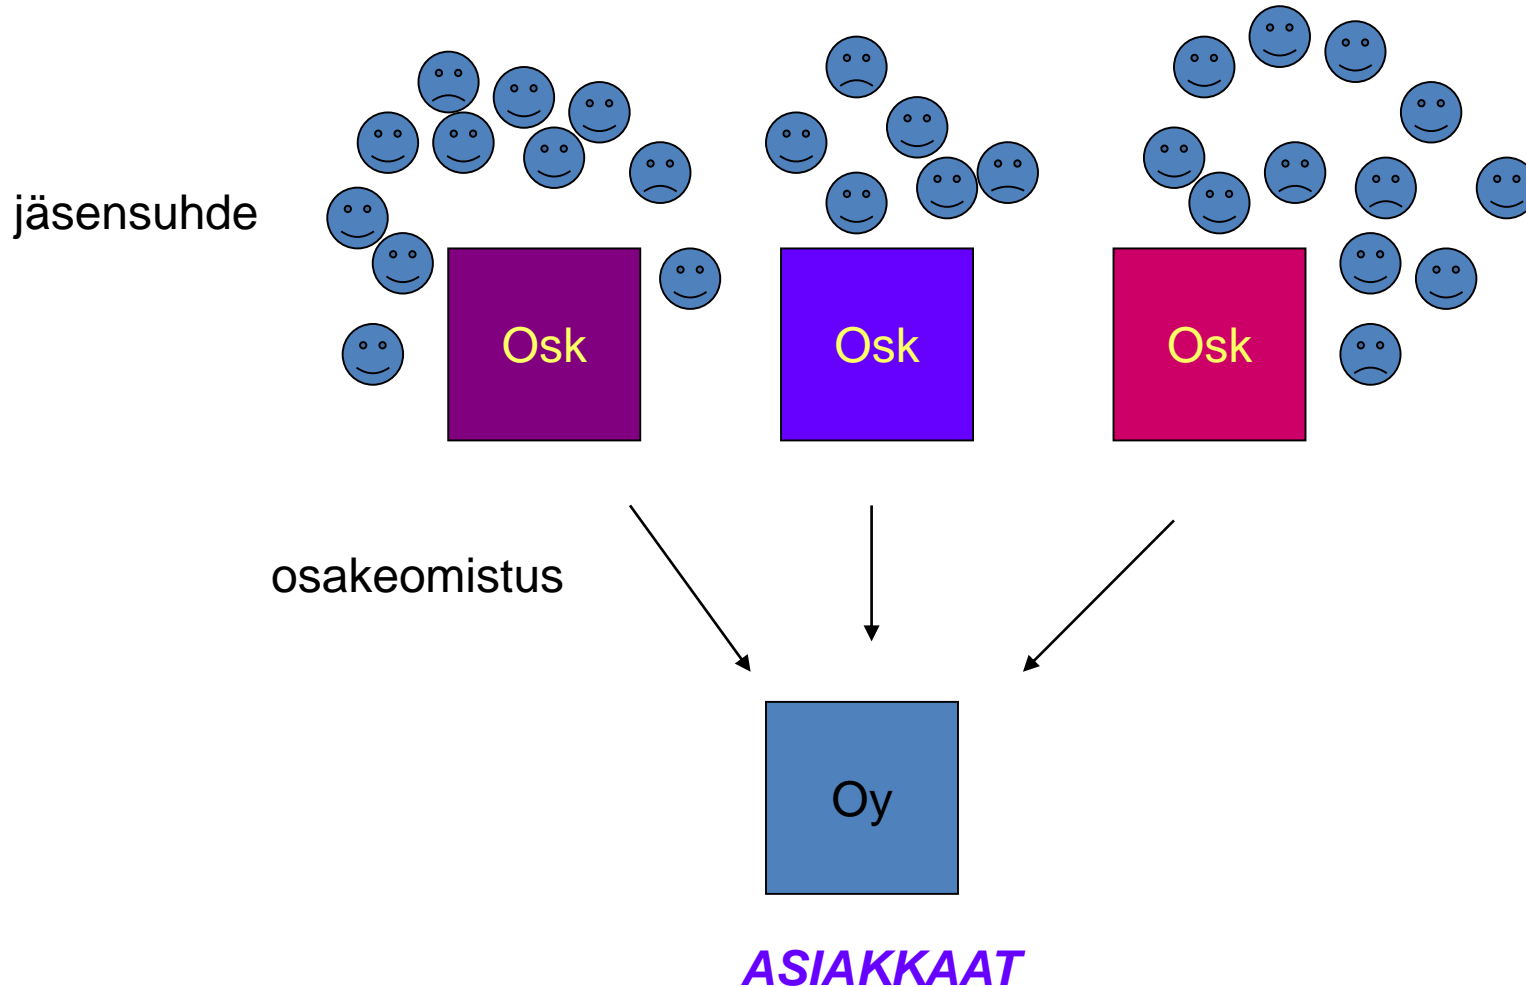 jäsensuhde
Osk
Osk
Osk
osakeomistus
Oy
ASIAKKAAT